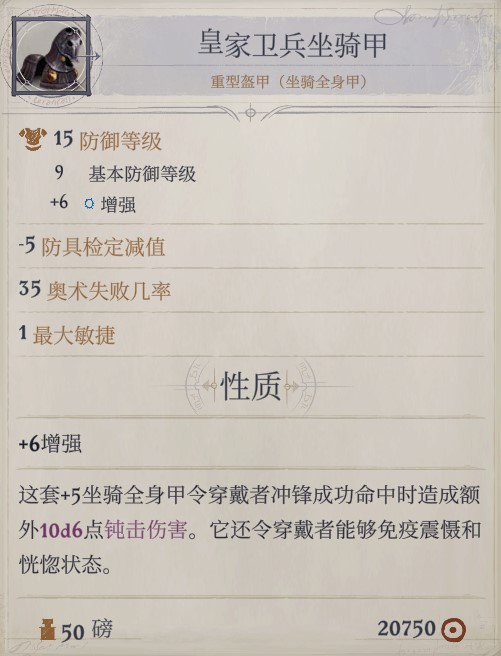 皇家卫兵坐骑甲
重型盔甲（坐骑全身甲）
15 防御等级
9 基本防御等级
+6 增强
-5 防具检定减值
35 奥术失败几率
1 最大敏捷
性质
+6增强
这套+5坐骑全身甲令穿戴者冲锋成功命中时造成额
外10d6点钝击伤害。它还令穿戴者能够免疫震慑和
恍惚状态。
50 磅
20750